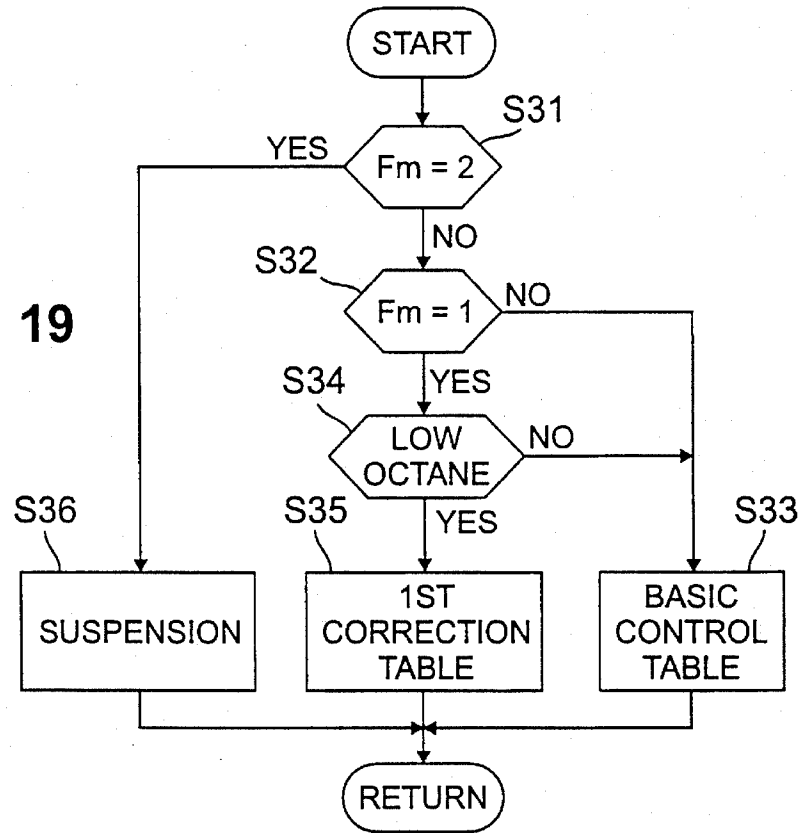 START
S31
YES
Fm = 2
NO
S32
19
Fm = 1
NO
YES
S34
LOW
OCTANE
NO
YES
S36
S35
S33
SUSPENSION
1ST
CORRECTION
TABLE
BASIC
CONTROL
TABLE
RETURN